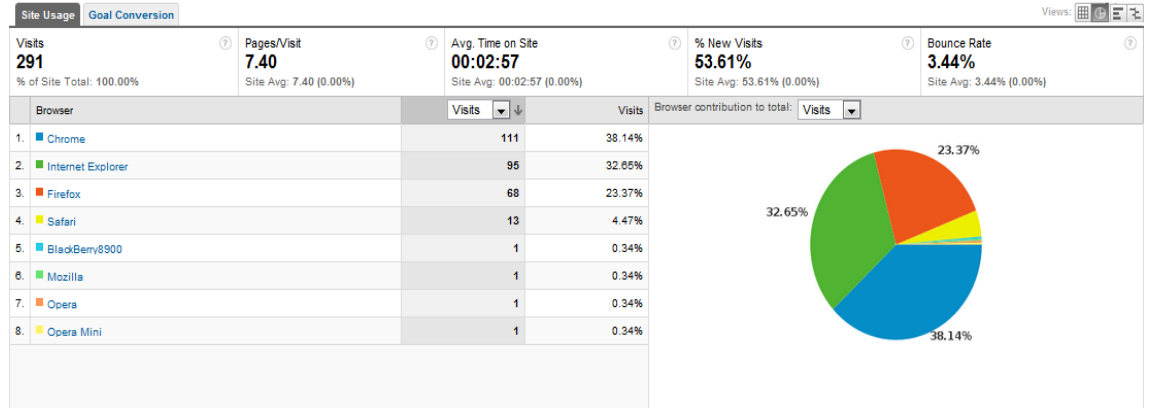 Site Usage Goal Conversion Views:
Visits ? Pages/Visit ? Avg. Time on Site ? % New Visits ? Bounce Rate ?
291 7.40 00:02:57 53.61% 3.44%
% of Site Total: 100.00% Site Avg: 7.40 (0.00%) Site Avg: 00:02:57 (0.00%) Site Avg: 53.61% (0.00%) Site Avg: 3.44% (0.00%)
Browser Visits Visits Browser contribution to total: Visits
1. Chrome 111 38.14%
2. Internet Explorer 95 32.65%
3. Firefox 68 23.37%
4. Safari 13 4.47%
5. BlackBerry8900 1 0.34%
6. Mozilla 1 0.34%
7. Opera 1 0.34%
8. Opera Mini 1 0.34%
23.37%
32.65%
38.14%